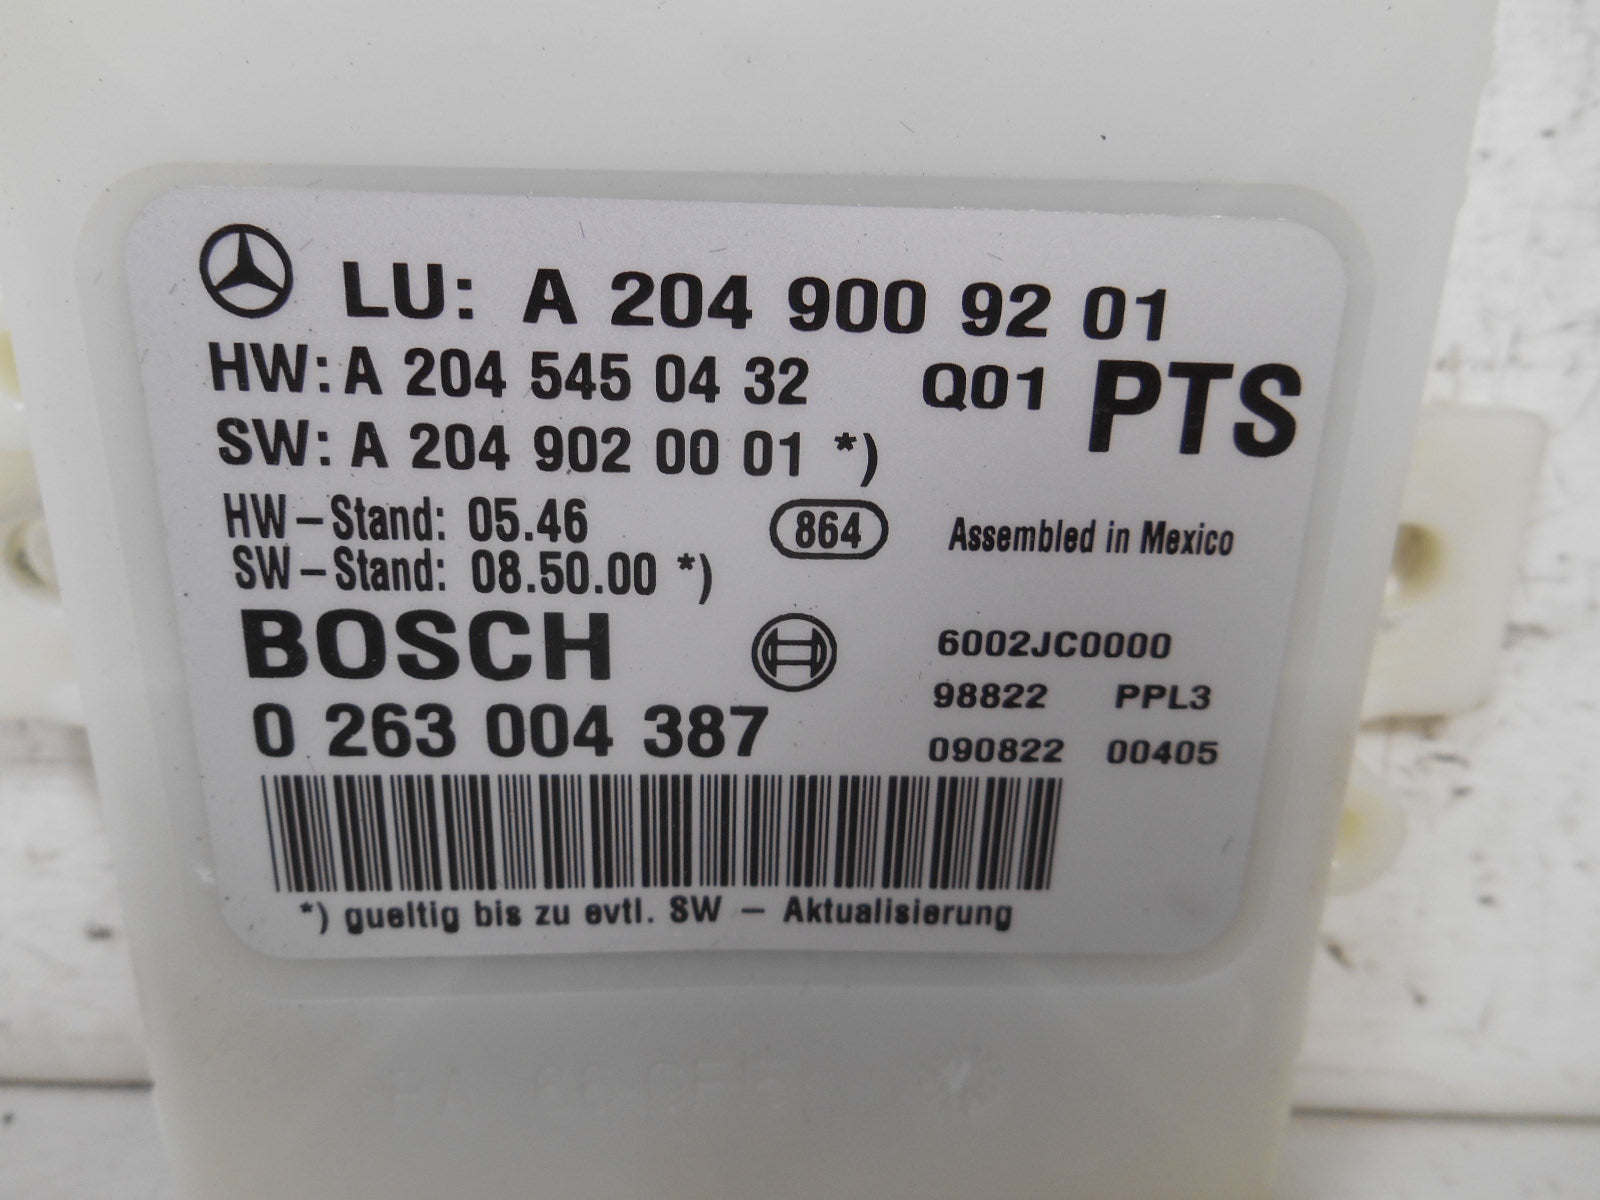 LU: A 204 900 92 01
HW: A 204 545 04 32 Q01 PTS
SW: A 204 902 00 01 *)
HW – Stand: 05.46 864 Assembled in Mexico
SW – Stand: 08.50.00 *)
BOSCH 6002JC0000
98822 PPL3
0 263 004 387
090822 00405
*) gueltig bis zu evtl. SW – Aktualisierung